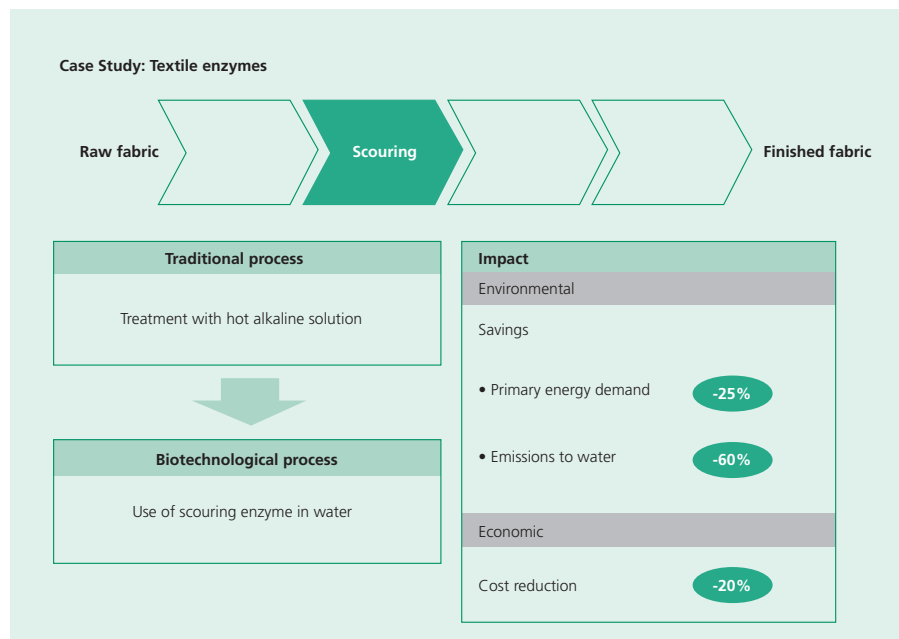 Case Study: Textile enzymes
Raw fabric
Scouring
Finished fabric
Traditional process
Treatment with hot alkaline solution
Biotechnological process
Use of scouring enzyme in water
Impact
Environmental
Savings
• Primary energy demand -25%
• Emissions to water -60%
Economic
Cost reduction -20%